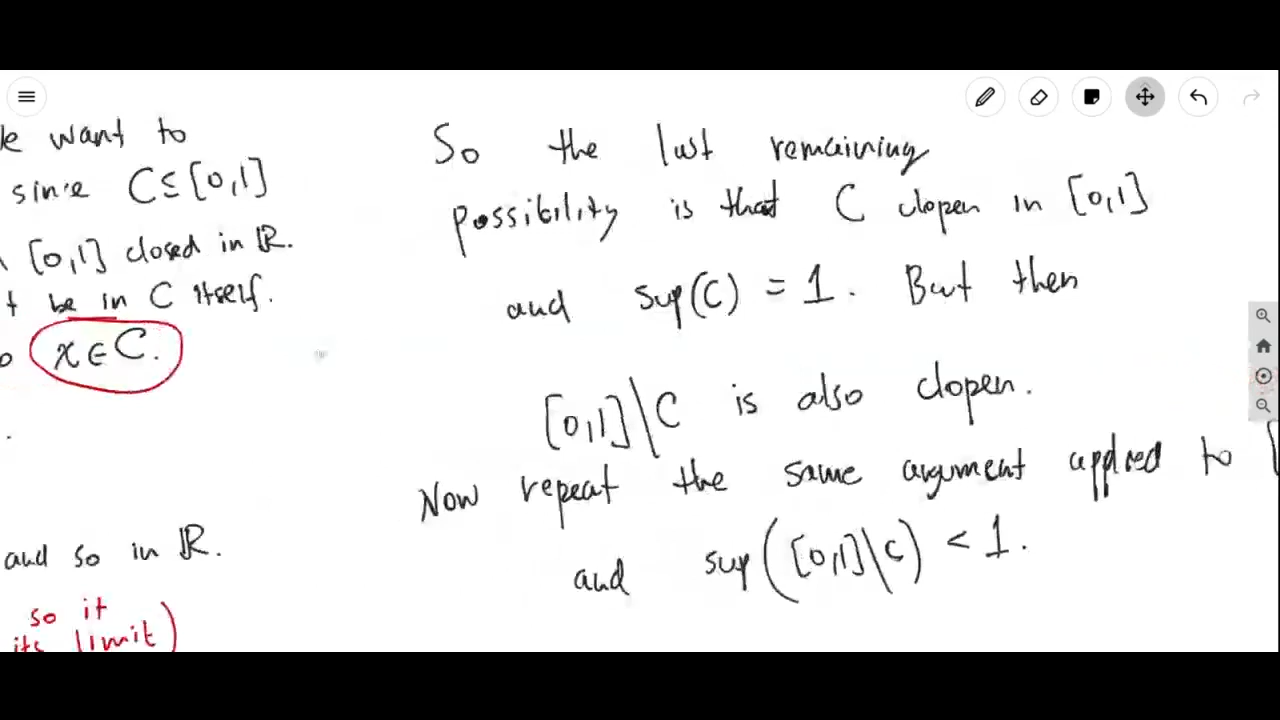 le want to
since C ⊆ [0,1]
[0,1] closed in ℝ.
be in C itself.
x ∈ C.
and so in ℝ.
so it
its limit)
So the last remaining
possibility is that C clopen in [0,1]
and sup(C) = 1. But then
[0,1]\C is also clopen.
Now repeat the same argument applied to [
and sup([0,1]\C) < 1.